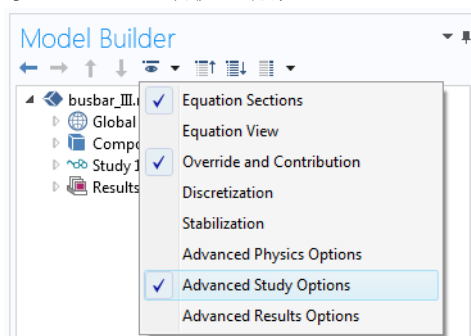 Model Builder
busbar_III.
Global
Compo
Study 1
Results
Equation Sections
Equation View
Override and Contribution
Discretization
Stabilization
Advanced Physics Options
Advanced Study Options
Advanced Results Options